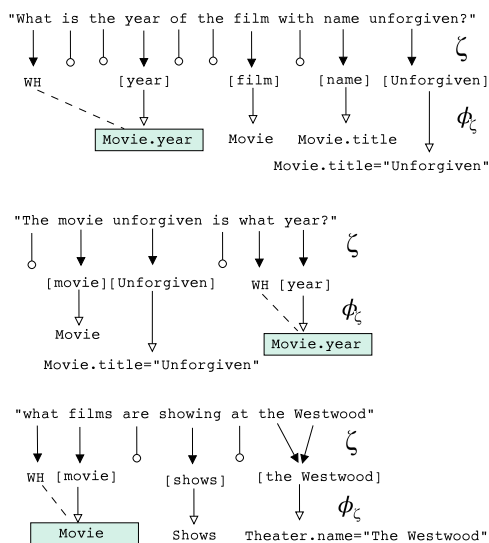 "What is the year of the film with name unforgiven?"
ζ
WH [year] [film] [name] [Unforgiven]
ϕζ
Movie.year Movie Movie.title
Movie.title="Unforgiven"
"The movie unforgiven is what year?"
ζ
[movie][Unforgiven] WH [year]
ϕζ
Movie Movie.year
Movie.title="Unforgiven"
"what films are showing at the Westwood"
ζ
WH [movie] [shows] [the Westwood]
ϕζ
Movie Shows Theater.name="The Westwood"